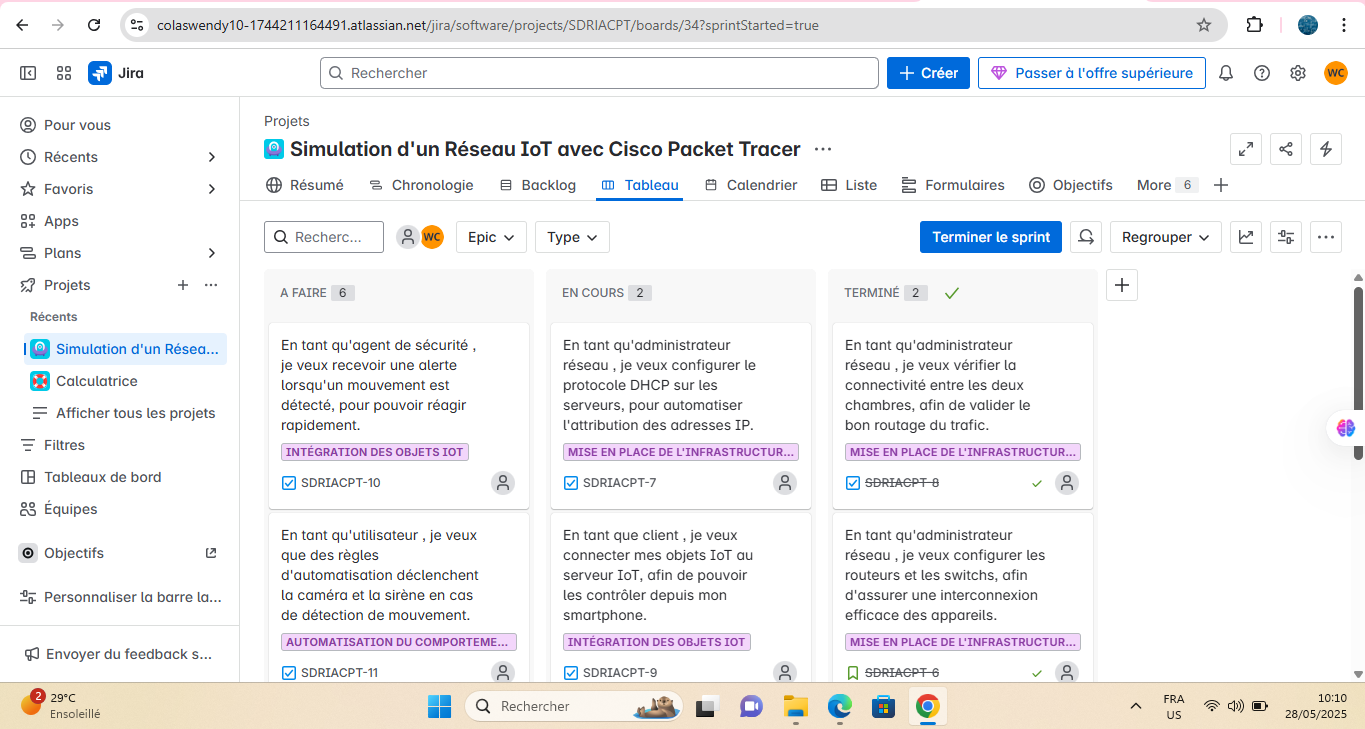 colaswendy10-1744211164491.atlassian.net/jira/software/projects/SDRIACPT/boards/34?sprintStarted=true
Jira
Rechercher
Créer
Passer à l'offre supérieure
WC
Pour vous
Récents
Favoris
Apps
Plans
Projets
Récents
Simulation d'un Résea...
Calculatrice
Afficher tous les projets
Filtres
Tableaux de bord
Équipes
Objectifs
Personnaliser la barre la...
Envoyer du feedback s...
Projets
Simulation d'un Réseau IoT avec Cisco Packet Tracer
Résumé
Chronologie
Backlog
Tableau
Calendrier
Liste
Formulaires
Objectifs
More 6
Recherc...
WC
Epic
Type
Terminer le sprint
Regrouper
A FAIRE 6
En tant qu'agent de sécurité ,
je veux recevoir une alerte
lorsqu'un mouvement est
détecté, pour pouvoir réagir
rapidement.
INTÉGRATION DES OBJETS IOT
SDRIACPT-10
En tant qu'utilisateur , je veux
que des règles
d'automatisation déclenchent
la caméra et la sirène en cas
de détection de mouvement.
AUTOMATISATION DU COMPORTEME...
SDRIACPT-11
EN COURS 2
En tant qu'administrateur
réseau , je veux configurer le
protocole DHCP sur les
serveurs, pour automatiser
l'attribution des adresses IP.
MISE EN PLACE DE L'INFRASTRUCTUR...
SDRIACPT-7
En tant que client , je veux
connecter mes objets IoT au
serveur IoT, afin de pouvoir
les contrôler depuis mon
smartphone.
INTÉGRATION DES OBJETS IOT
SDRIACPT-9
TERMINÉ 2
En tant qu'administrateur
réseau , je veux vérifier la
connectivité entre les deux
chambres, afin de valider le
bon routage du trafic.
MISE EN PLACE DE L'INFRASTRUCTUR...
SDRIACPT-8
En tant qu'administrateur
réseau , je veux configurer les
routeurs et les switchs, afin
d'assurer une interconnexion
efficace des appareils.
MISE EN PLACE DE L'INFRASTRUCTUR...
SDRIACPT-6
2
29°C
Ensoleillé
Rechercher
FRA
US
10:10
28/05/2025